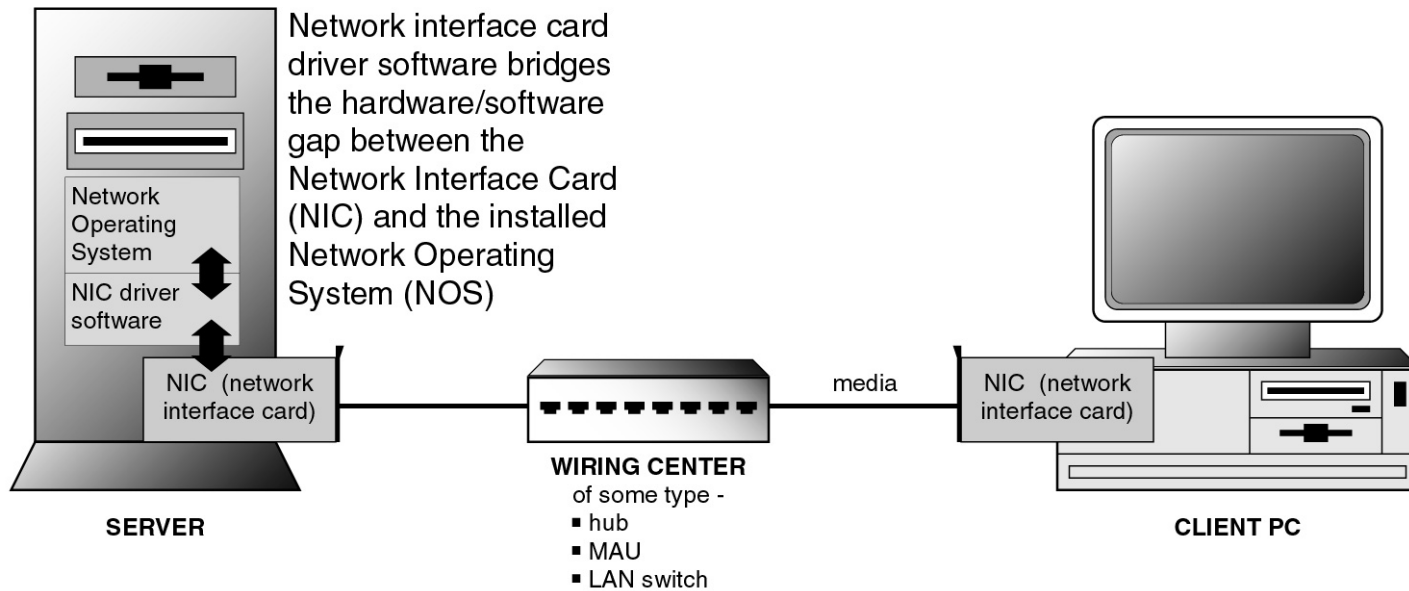 Network interface card
driver software bridges
the hardware/software
gap between the
Network Interface Card
(NIC) and the installed
Network Operating
System (NOS)
Network
Operating
System
NIC driver
software
NIC (network
interface card)
media
NIC (network
interface card)
WIRING CENTER
of some type -
▪ hub
▪ MAU
▪ LAN switch
SERVER
CLIENT PC